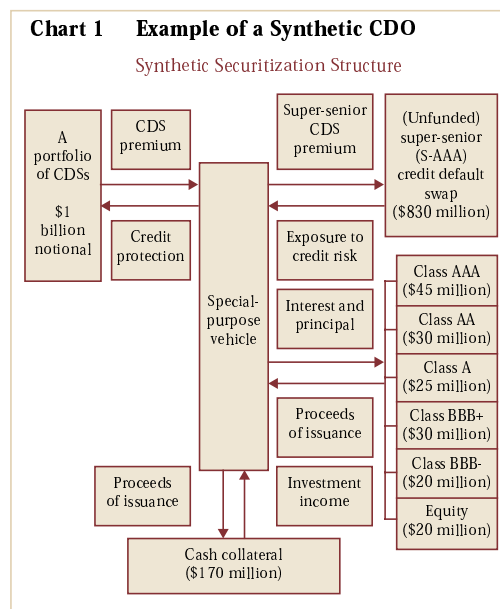 Chart 1 Example of a Synthetic CDO
Synthetic Securitization Structure
A
portfolio
of CDSs
$1
billion
notional
CDS
premium
Credit
protection
Special-
purpose
vehicle
Super-senior
CDS
premium
Exposure to
credit risk
(Unfunded)
super-senior
(S-AAA)
credit default
swap
($830 million)
Interest and
principal
Proceeds
of issuance
Investment
income
Class AAA
($45 million)
Class AA
($30 million)
Class A
($25 million)
Class BBB+
($30 million)
Class BBB-
($20 million)
Equity
($20 million)
Proceeds
of issuance
Cash collateral
($170 million)